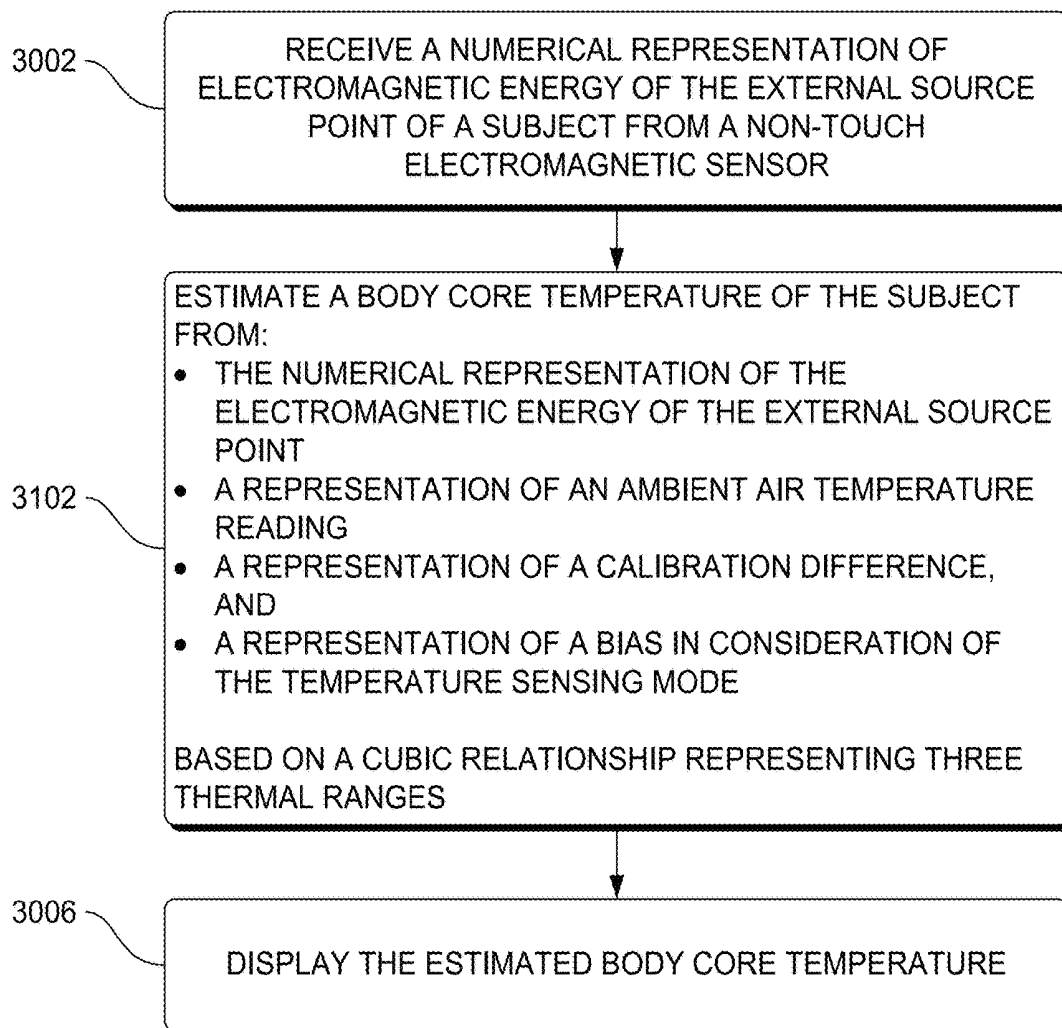 3002
RECEIVE A NUMERICAL REPRESENTATION OF
ELECTROMAGNETIC ENERGY OF THE EXTERNAL SOURCE
POINT OF A SUBJECT FROM A NON-TOUCH
ELECTROMAGNETIC SENSOR
3102
ESTIMATE A BODY CORE TEMPERATURE OF THE SUBJECT
FROM:
• THE NUMERICAL REPRESENTATION OF THE
ELECTROMAGNETIC ENERGY OF THE EXTERNAL SOURCE
POINT
• A REPRESENTATION OF AN AMBIENT AIR TEMPERATURE
READING
• A REPRESENTATION OF A CALIBRATION DIFFERENCE,
AND
• A REPRESENTATION OF A BIAS IN CONSIDERATION OF
THE TEMPERATURE SENSING MODE
BASED ON A CUBIC RELATIONSHIP REPRESENTING THREE
THERMAL RANGES
3006
DISPLAY THE ESTIMATED BODY CORE TEMPERATURE